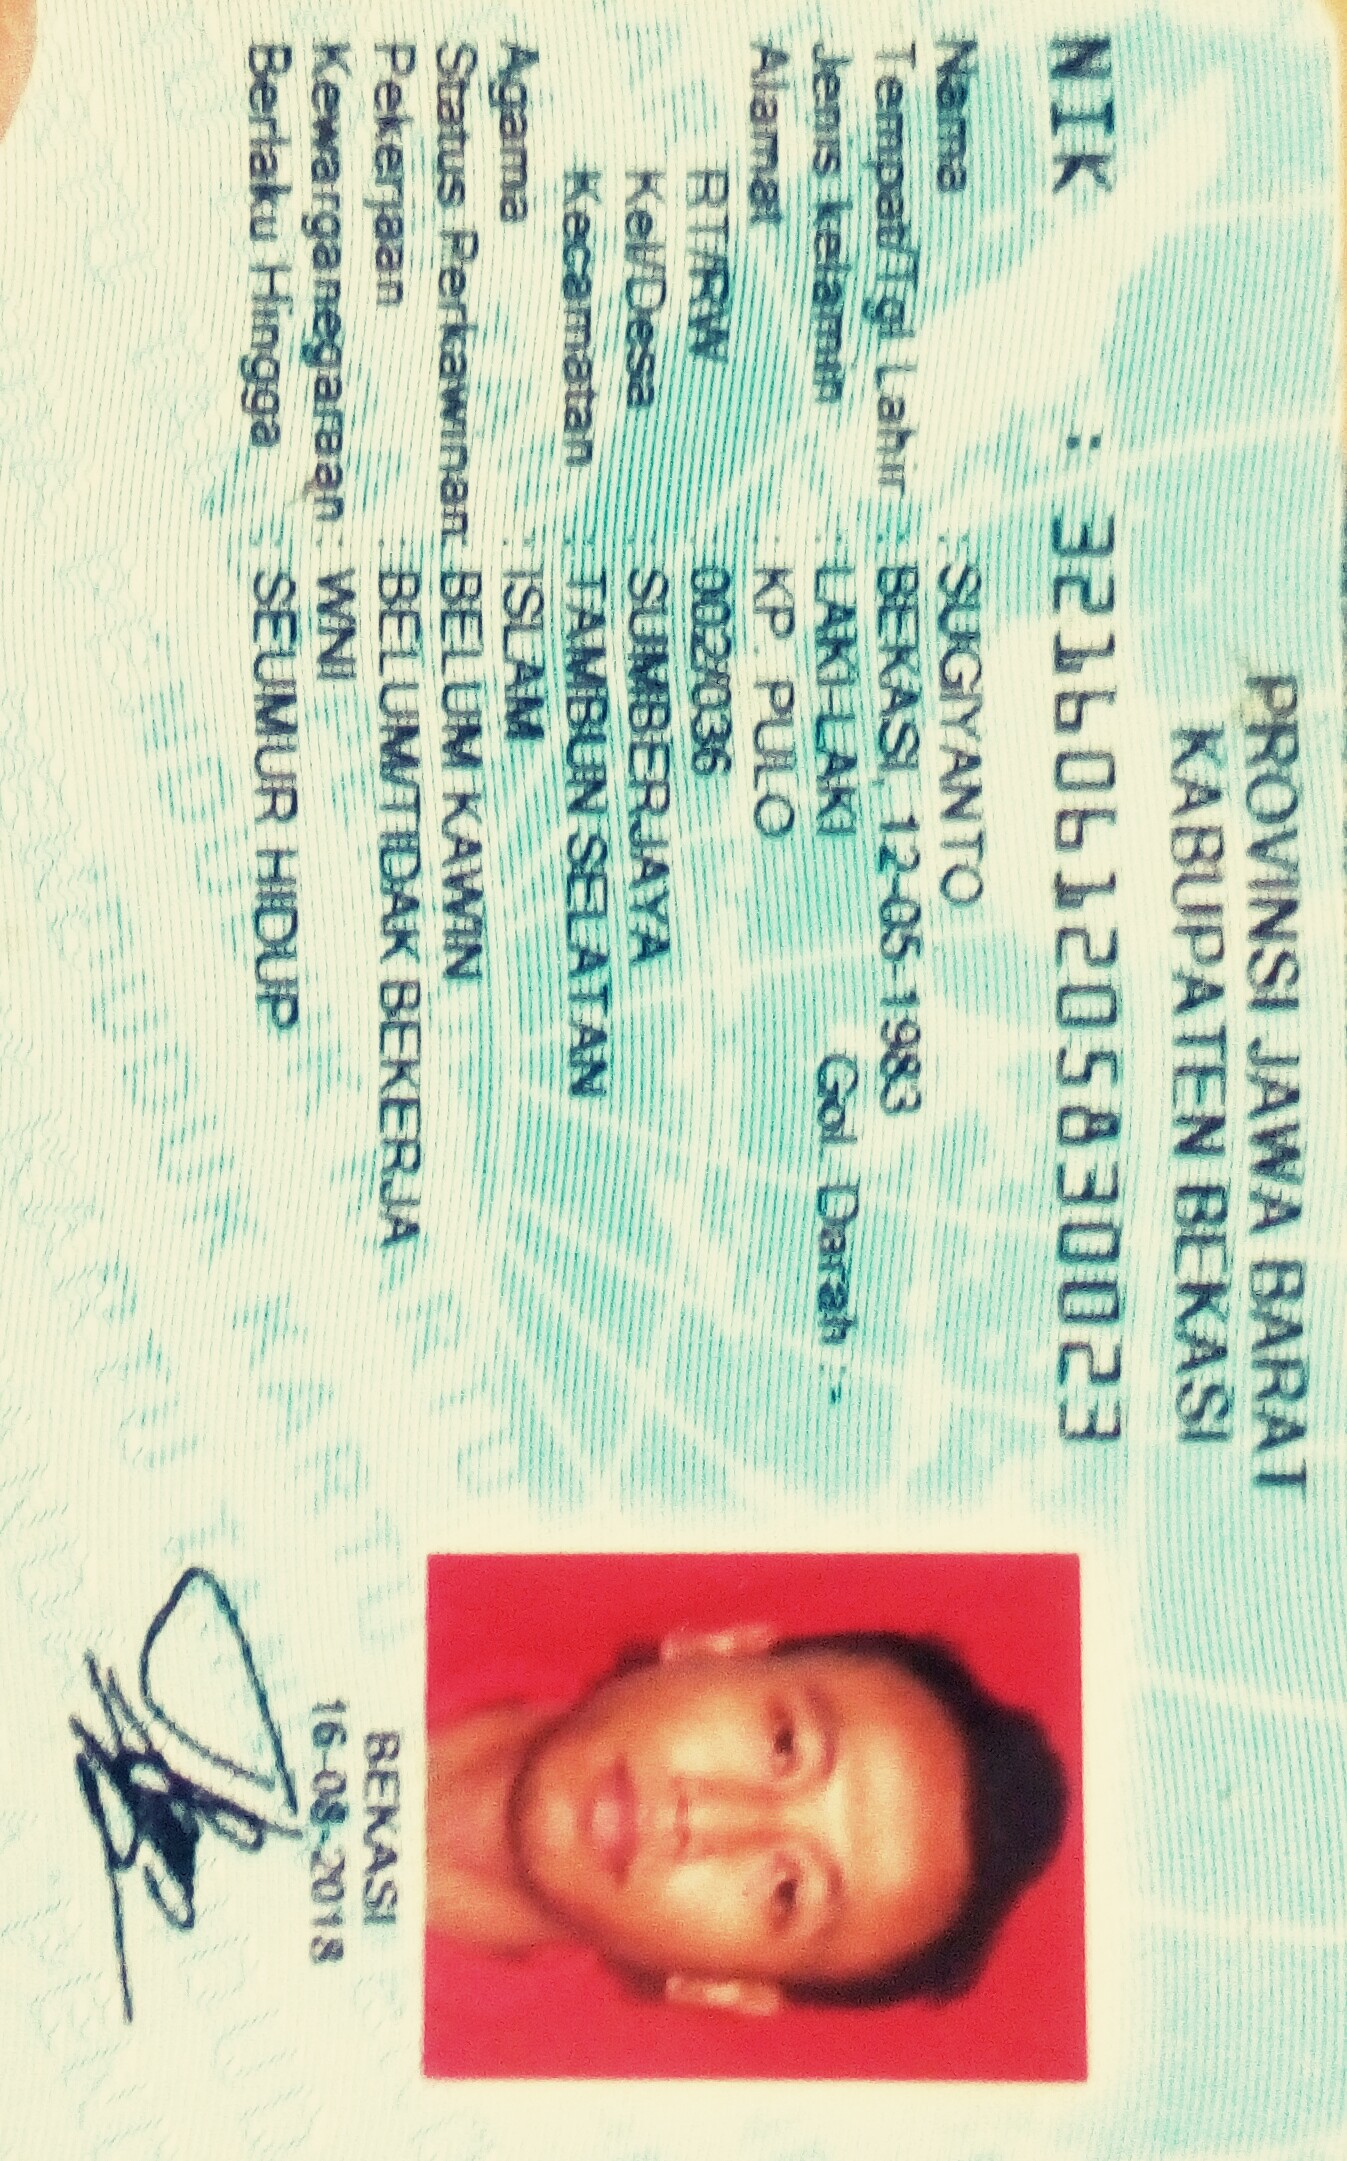 PROVINSI JAWA BARAT
KABUPATEN BEKASI
NIK : 3216061205830023
Nama : SUGIYANTO
Tempat/Tgl Lahir : BEKASI, 12-05-1983
Jenis kelamin : LAKI-LAKI Gol. Darah : -
Alamat : KP. PULO
RT/RW : 002/036
Kel/Desa : SUMBERJAYA
Kecamatan : TAMBUN SELATAN
Agama : ISLAM
Status Perkawinan: BELUM KAWIN
Pekerjaan : BELUM/TIDAK BEKERJA
Kewarganegaraan : WNI
Berlaku Hingga : SEUMUR HIDUP
BEKASI
16-08-2018